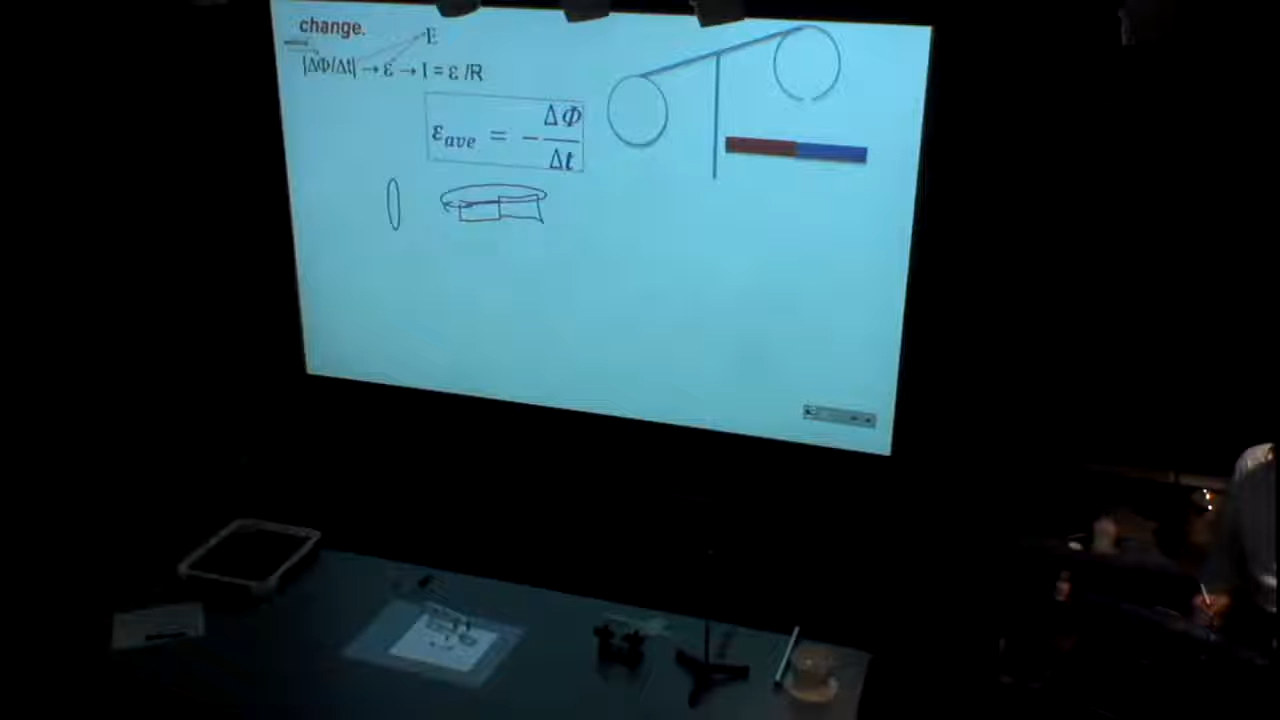 change.
E
|ΔΦ/Δt| → ε → I = ε /R
ε_ave = - ΔΦ/Δt